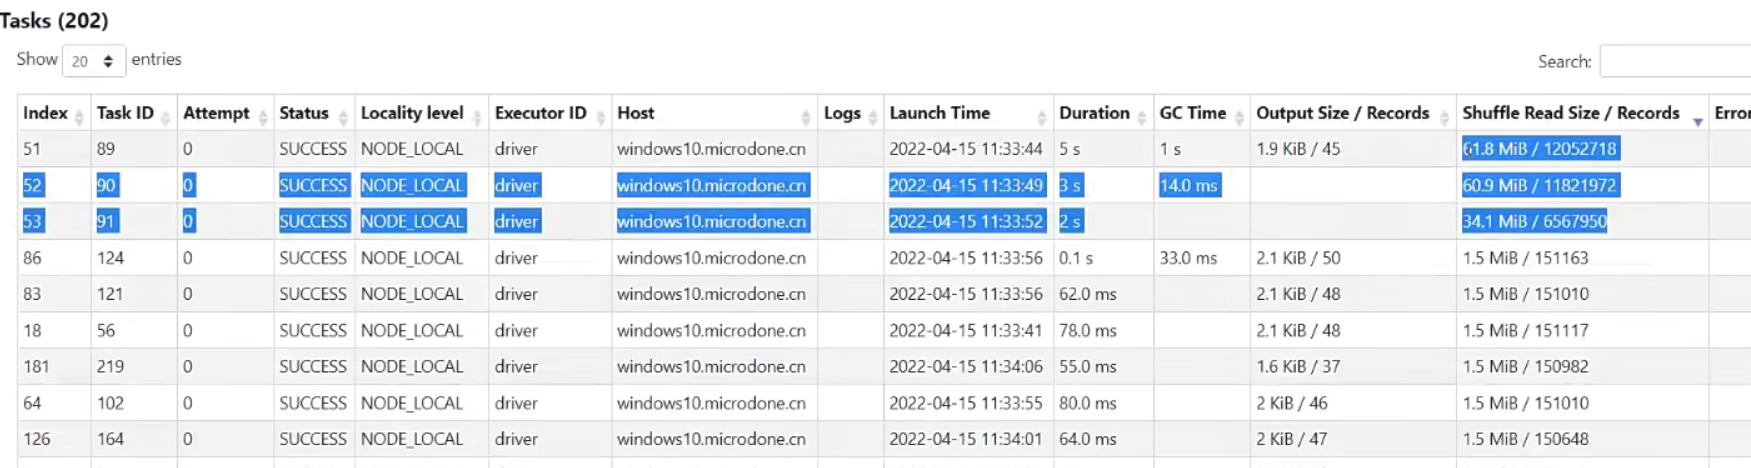 Tasks (202)
Show 20 entries
Search:
Index Task ID Attempt Status Locality level Executor ID Host Logs Launch Time Duration GC Time Output Size / Records Shuffle Read Size / Records Error
51 89 0 SUCCESS NODE_LOCAL driver windows10.microdone.cn 2022-04-15 11:33:44 5 s 1 s 1.9 KiB / 45 61.8 MiB / 12052718
52 90 0 SUCCESS NODE_LOCAL driver windows10.microdone.cn 2022-04-15 11:33:49 3 s 14.0 ms 60.9 MiB / 11821972
53 91 0 SUCCESS NODE_LOCAL driver windows10.microdone.cn 2022-04-15 11:33:52 2 s 34.1 MiB / 6567950
86 124 0 SUCCESS NODE_LOCAL driver windows10.microdone.cn 2022-04-15 11:33:56 0.1 s 33.0 ms 2.1 KiB / 50 1.5 MiB / 151163
83 121 0 SUCCESS NODE_LOCAL driver windows10.microdone.cn 2022-04-15 11:33:56 62.0 ms 2.1 KiB / 48 1.5 MiB / 151010
18 56 0 SUCCESS NODE_LOCAL driver windows10.microdone.cn 2022-04-15 11:33:41 78.0 ms 2.1 KiB / 48 1.5 MiB / 151117
181 219 0 SUCCESS NODE_LOCAL driver windows10.microdone.cn 2022-04-15 11:34:06 55.0 ms 1.6 KiB / 37 1.5 MiB / 150982
64 102 0 SUCCESS NODE_LOCAL driver windows10.microdone.cn 2022-04-15 11:33:55 80.0 ms 2 KiB / 46 1.5 MiB / 151010
126 164 0 SUCCESS NODE_LOCAL driver windows10.microdone.cn 2022-04-15 11:34:01 64.0 ms 2 KiB / 47 1.5 MiB / 150648